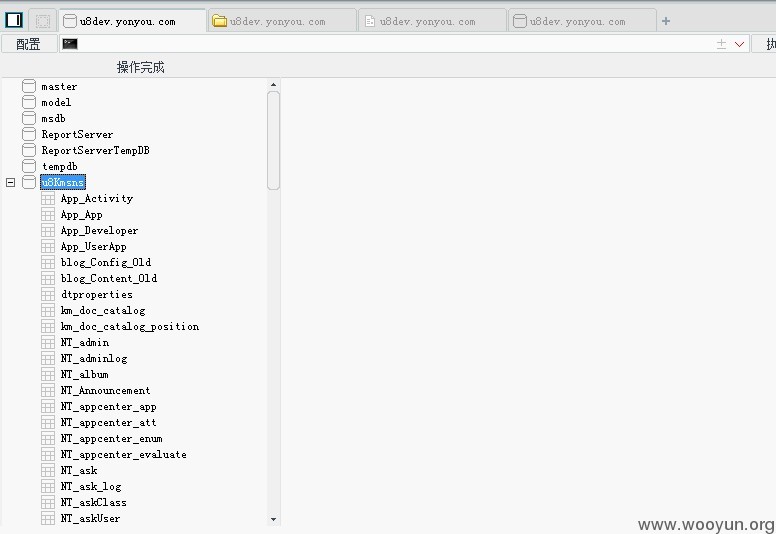 u8dev.yonyou.com u8dev.yonyou.com u8dev.yonyou.com u8dev.yonyou.com +
配置
操作完成
master
model
msdb
ReportServer
ReportServerTempDB
tempdb
u8Kmsns
App_Activity
App_App
App_Developer
App_UserApp
blog_Config_Old
blog_Content_Old
dtproperties
km_doc_catalog
km_doc_catalog_position
NT_admin
NT_adminlog
NT_album
NT_Announcement
NT_appcenter_app
NT_appcenter_att
NT_appcenter_enum
NT_appcenter_evaluate
NT_ask
NT_ask_log
NT_askClass
NT_askUser
www.wooyun.org